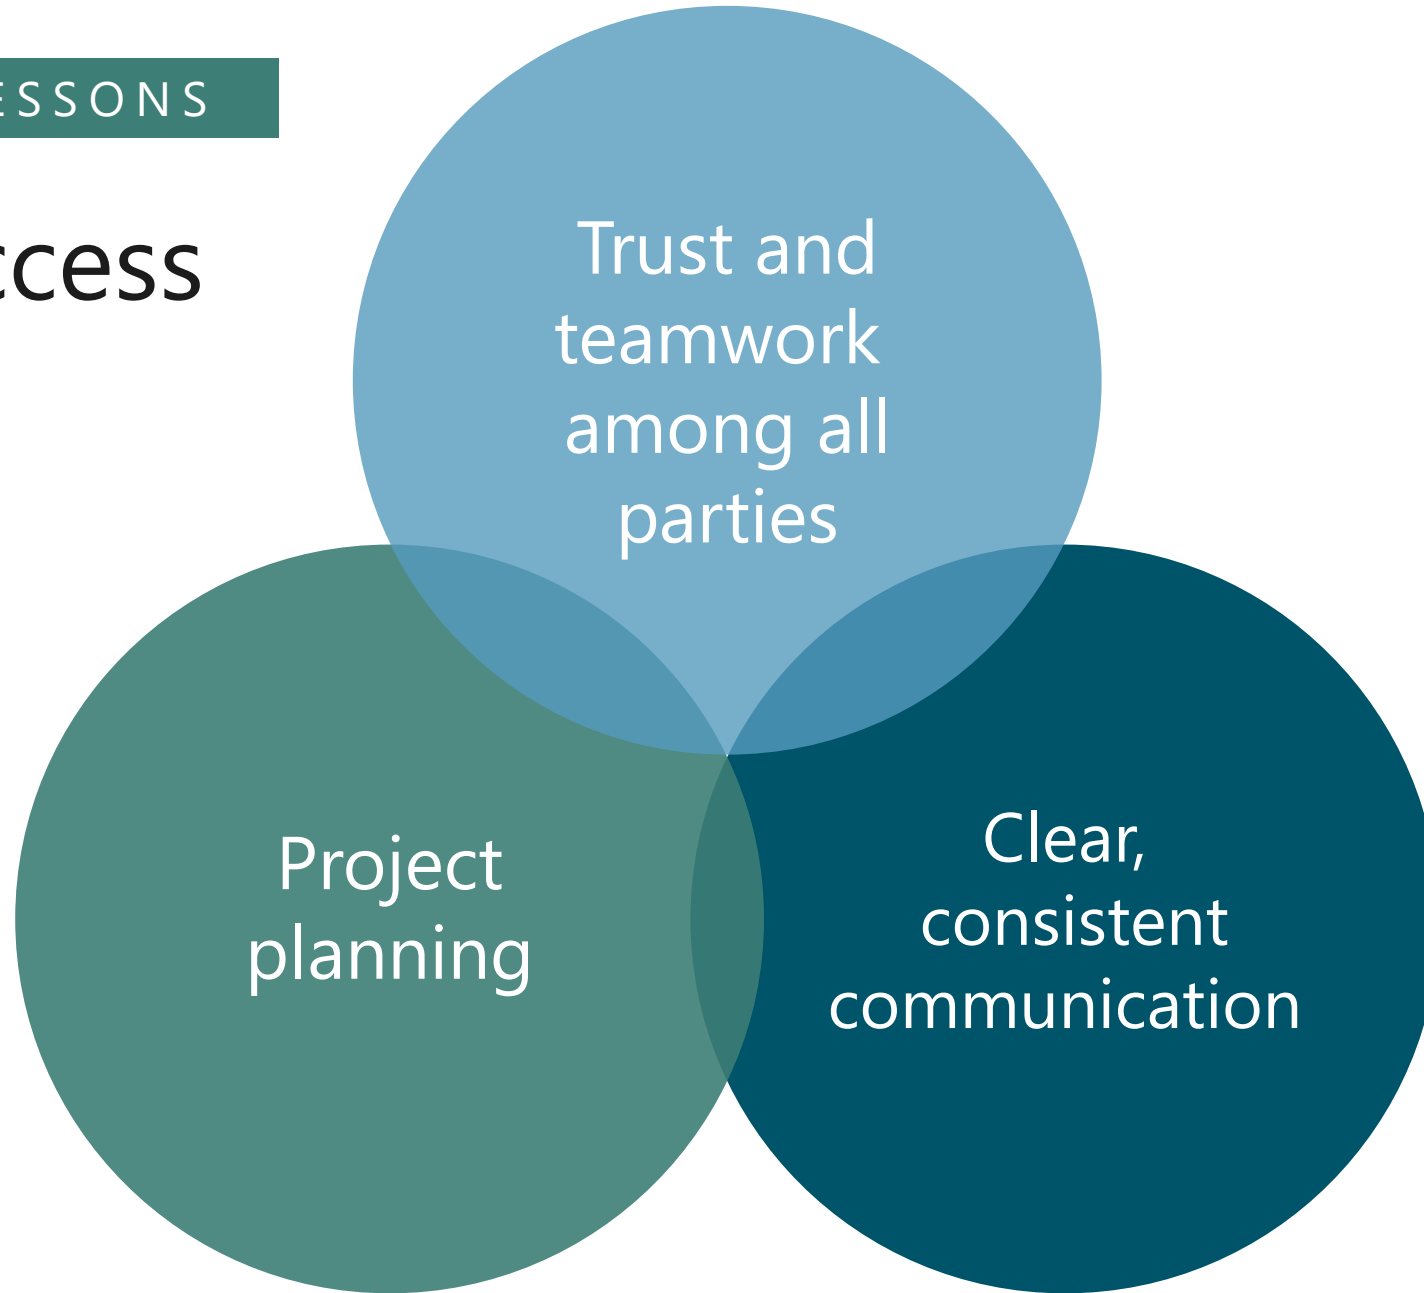 ESSONS
ccess
Trust and
teamwork
among all
parties
Project
planning
Clear,
consistent
communication